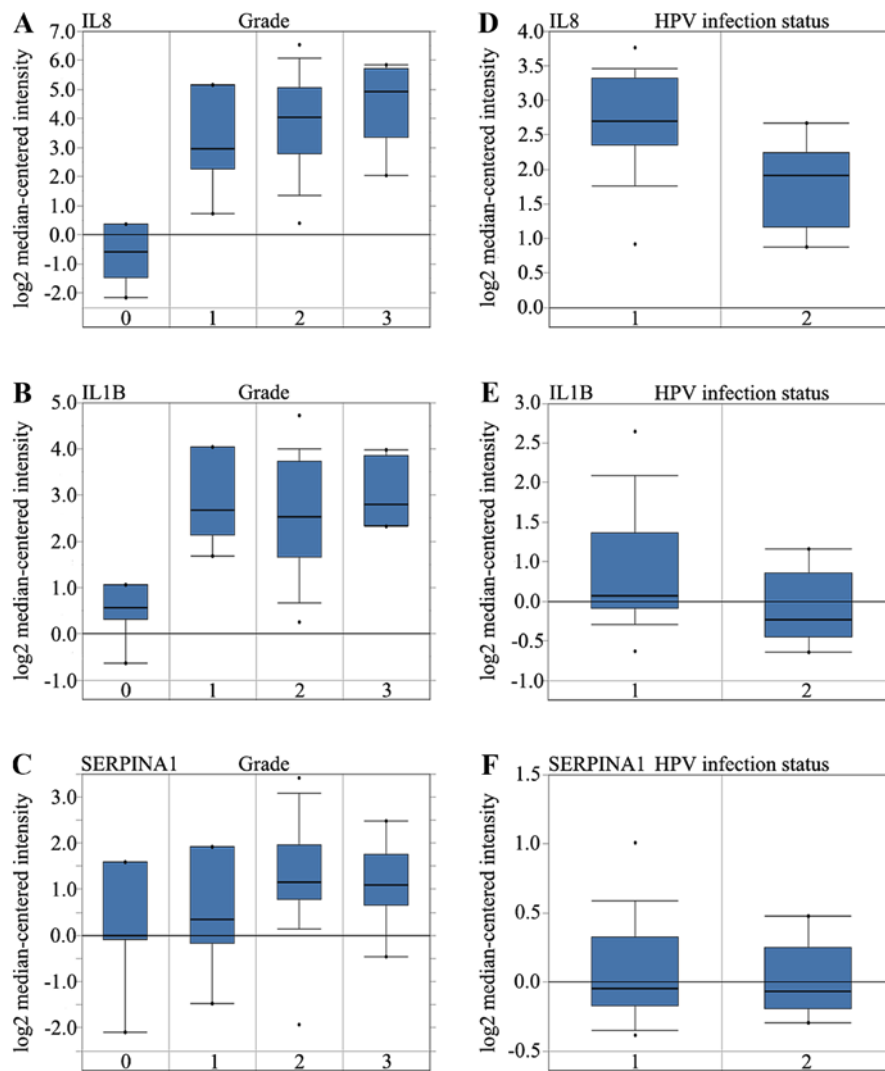 A
IL8 Grade
log2 median-centered intensity
7.0
6.0
5.0
4.0
3.0
2.0
1.0
0.0
-1.0
-2.0
0 1 2 3
D
IL8 HPV infection status
log2 median-centered intensity
4.0
3.5
3.0
2.5
2.0
1.5
1.0
0.5
0.0
1 2
B
IL1B Grade
log2 median-centered intensity
5.0
4.0
3.0
2.0
1.0
0.0
-1.0
0 1 2 3
E
IL1B HPV infection status
log2 median-centered intensity
3.0
2.5
2.0
1.5
1.0
0.0
-0.5
-1.0
1 2
C
SERPINA1 Grade
log2 median-centered intensity
3.0
2.0
1.0
0.0
-1.0
-2.0
0 1 2 3
F
SERPINA1 HPV infection status
log2 median-centered intensity
1.5
1.0
0.5
0.0
-0.5
1 2